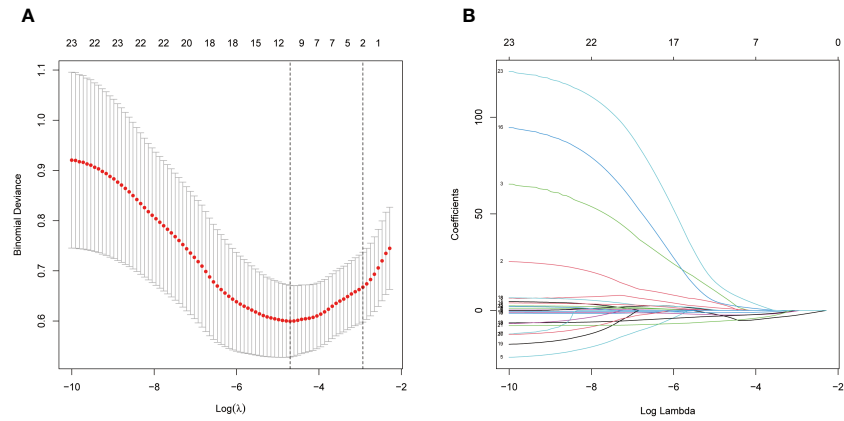 A
23 22 23 22 22 20 18 18 15 12 9 7 7 5 2 1
1.1
1.0
0.9
0.8
0.7
0.6
Binomial Deviance
−10 −8 −6 −4 −2
Log(λ)
B
23 22 17 7 0
100
50
0
Coefficients
23
3
2
−10 −8 −6 −4 −2
Log Lambda